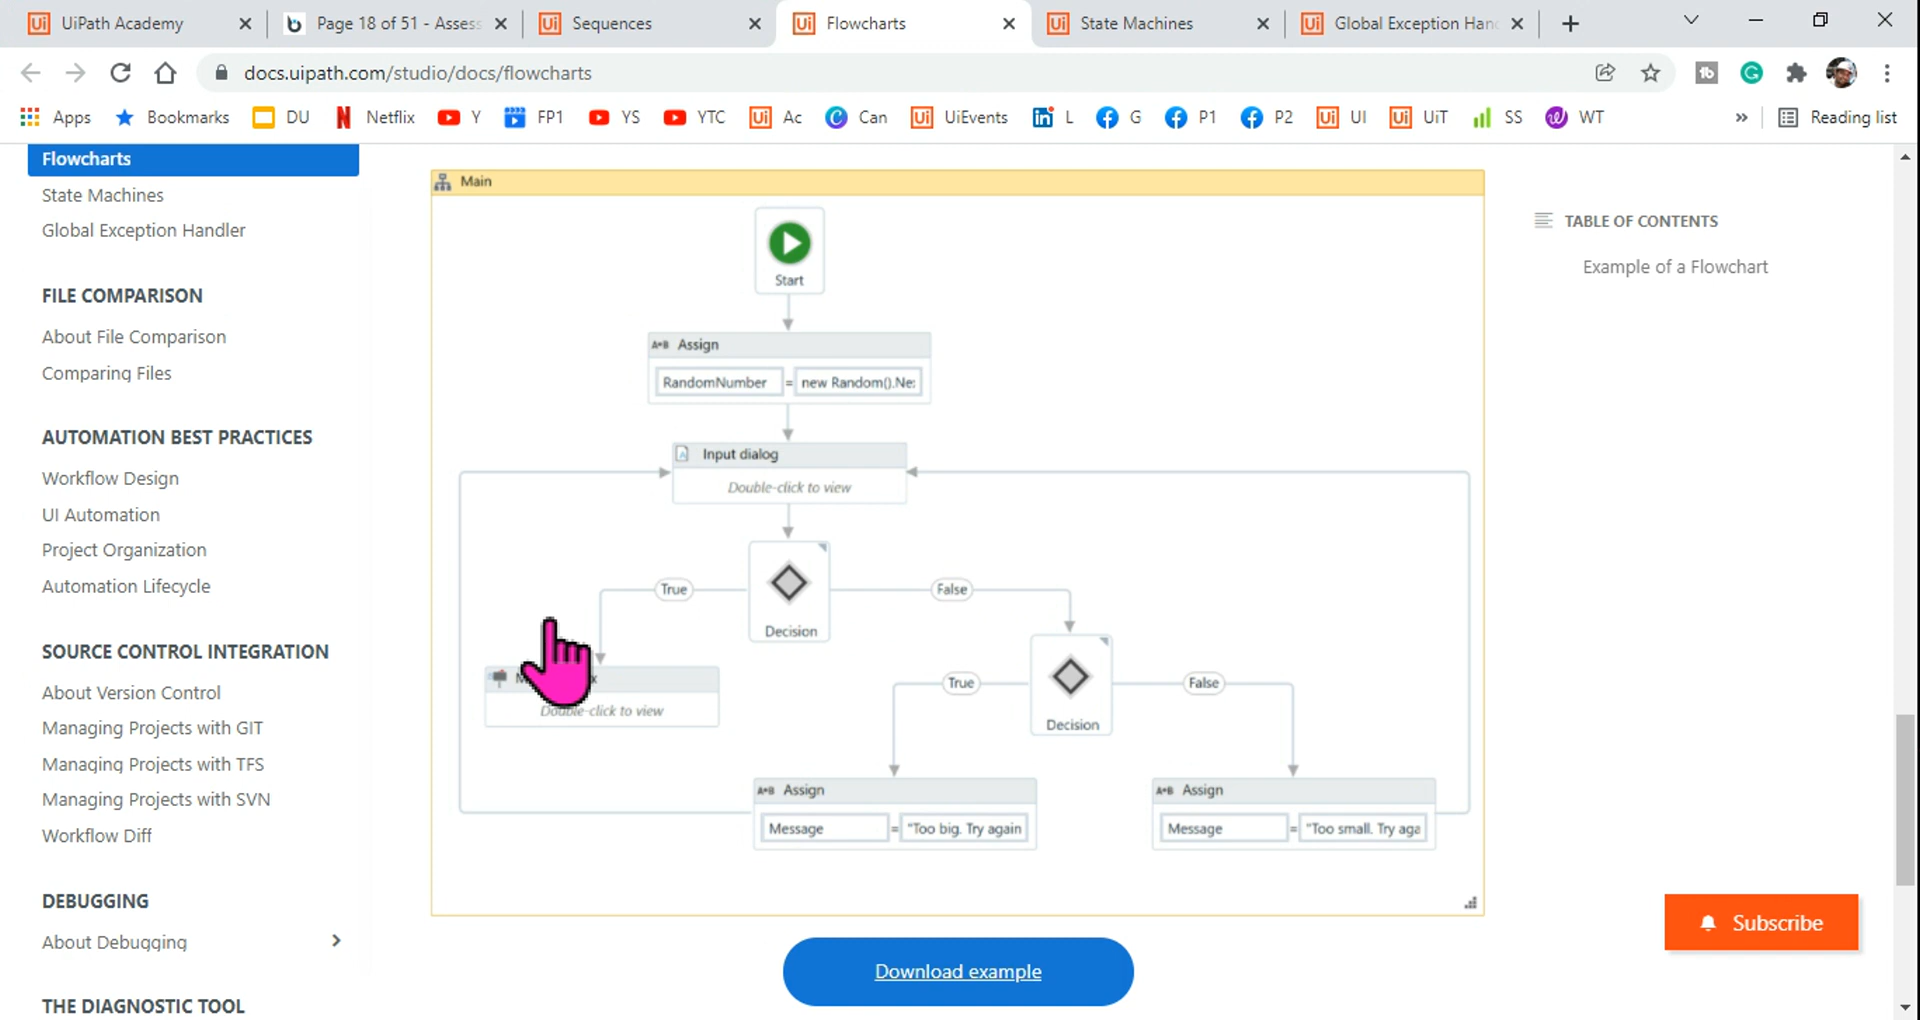 UiPath Academy
Page 18 of 51 - Assess
Sequences
Flowcharts
State Machines
Global Exception Hand
docs.uipath.com/studio/docs/flowcharts
Apps
Bookmarks
DU
Netflix
Y
FP1
YS
YTC
Ac
Can
UiEvents
L
G
P1
P2
UI
UiT
SS
WT
»
Reading list
Flowcharts
State Machines
Global Exception Handler
FILE COMPARISON
About File Comparison
Comparing Files
AUTOMATION BEST PRACTICES
Workflow Design
UI Automation
Project Organization
Automation Lifecycle
SOURCE CONTROL INTEGRATION
About Version Control
Managing Projects with GIT
Managing Projects with TFS
Managing Projects with SVN
Workflow Diff
DEBUGGING
About Debugging
THE DIAGNOSTIC TOOL
Main
Start
A+B Assign
RandomNumber = new Random().Ne:
Input dialog
Double-click to view
True
False
Decision
Double-click to view
True
False
Decision
A+B Assign
Message = "Too big. Try again
A+B Assign
Message = "Too small. Try aga
Download example
TABLE OF CONTENTS
Example of a Flowchart
Subscribe